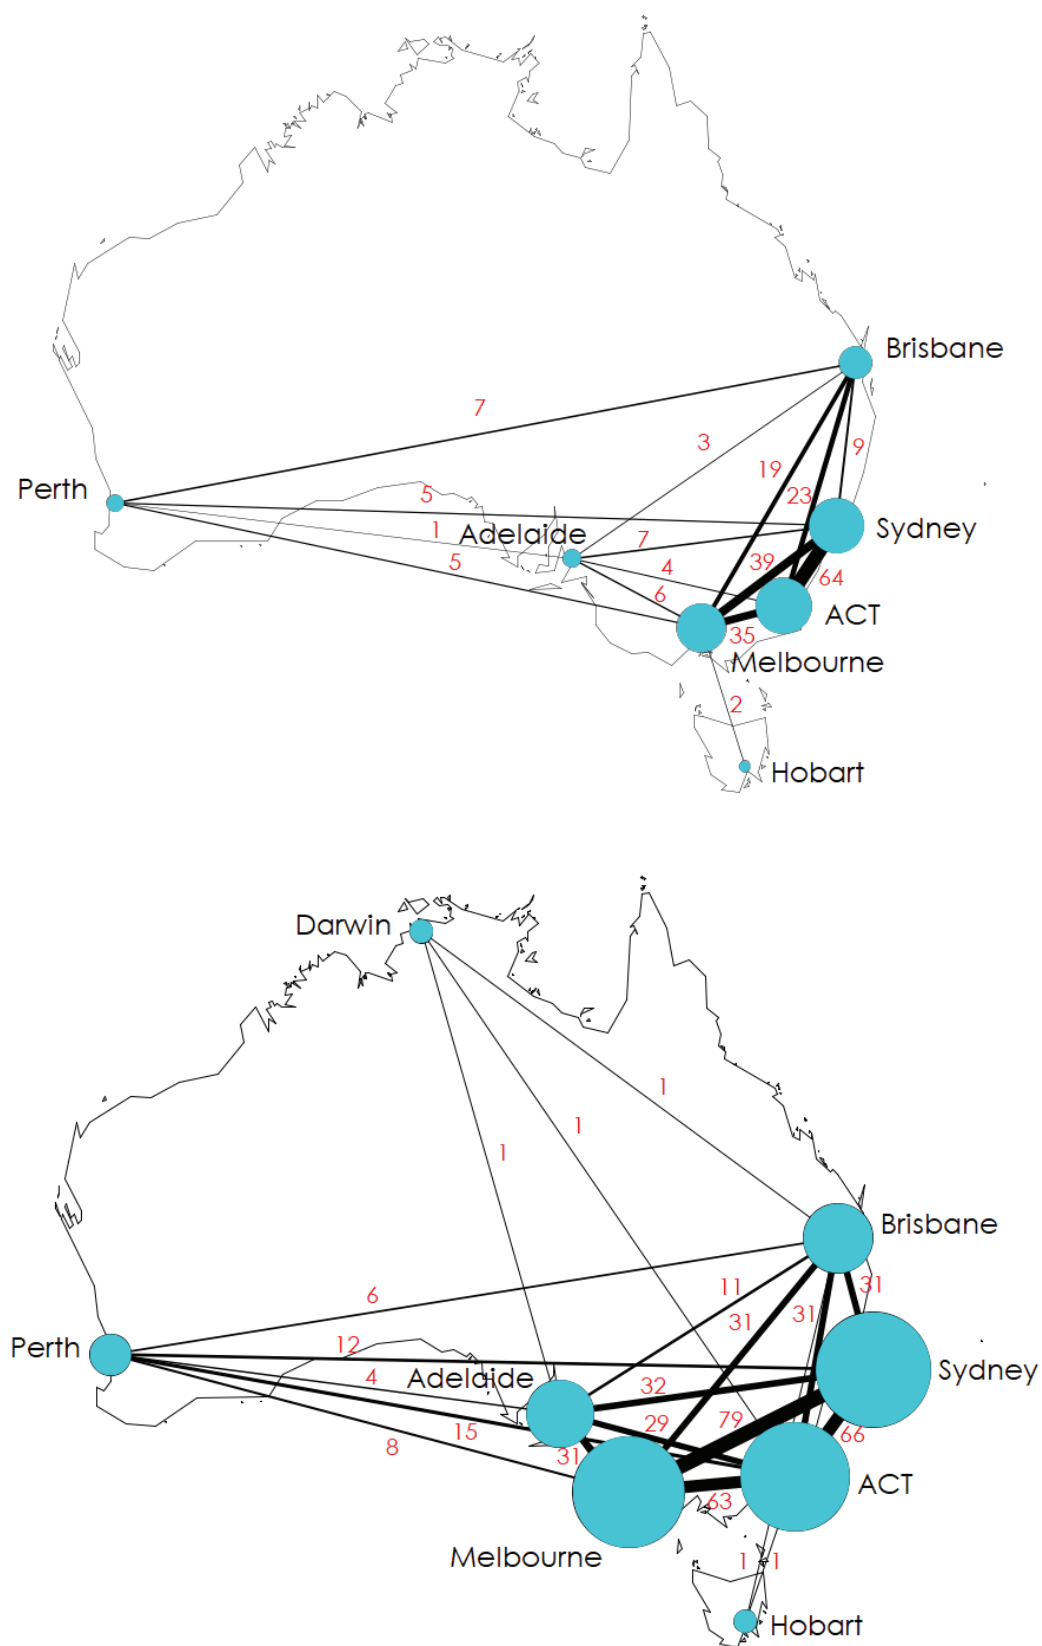 Brisbane
7
3
9
19
Perth
5
23
Sydney
1
Adelaide
7
39
5
4
64
6
ACT
35
Melbourne
2
Hobart
Darwin
1
1
1
Brisbane
6
11
31
31
31
Perth
12
Sydney
4
Adelaide
32
79
29
66
15
8
31
63
ACT
Melbourne
1
1
Hobart